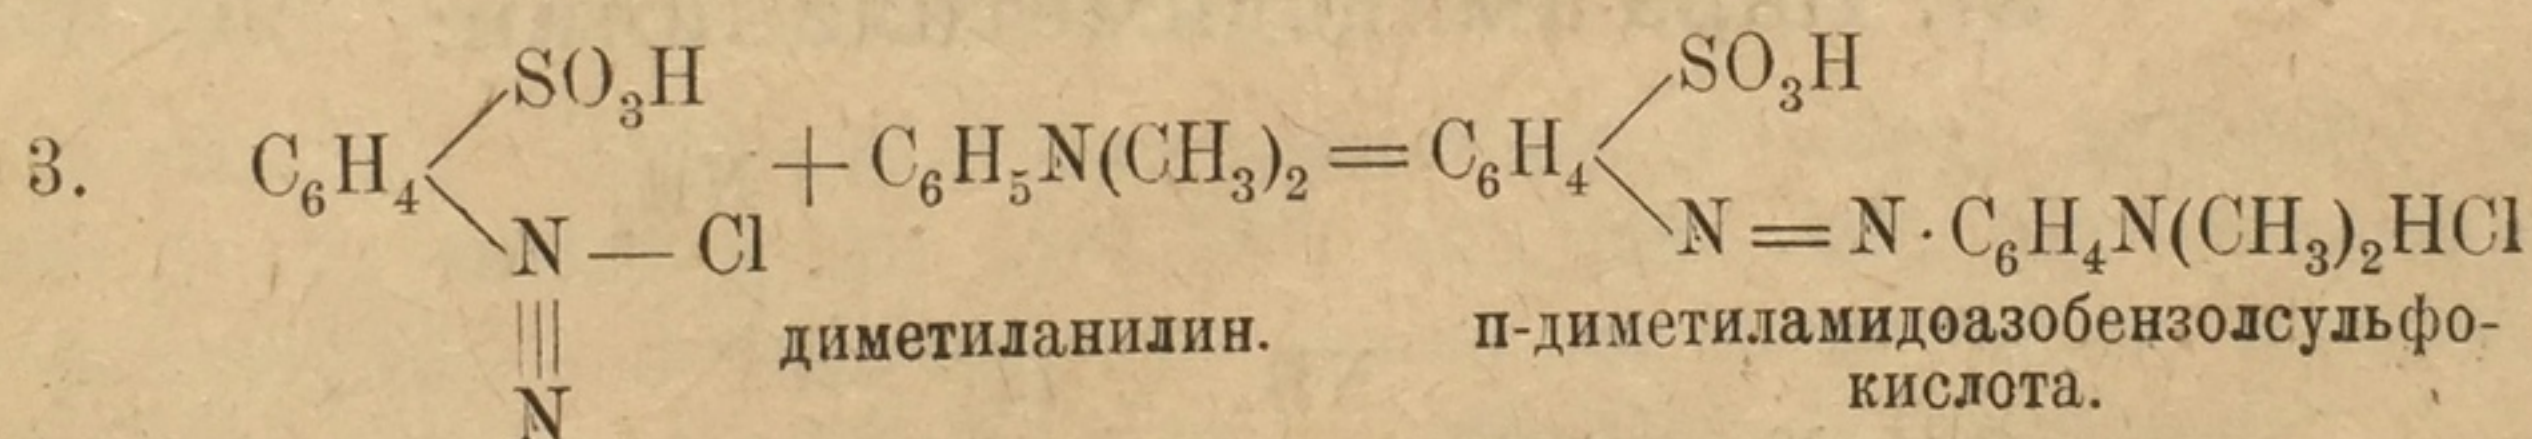 3. C₆H₄ SO₃H N — Cl ≡ N + C₆H₅N(CH₃)₂ = C₆H₄ SO₃H N = N · C₆H₄N(CH₃)₂HCl
диметиланилин. п-диметиламидоазобензолсульфо-
кислота.